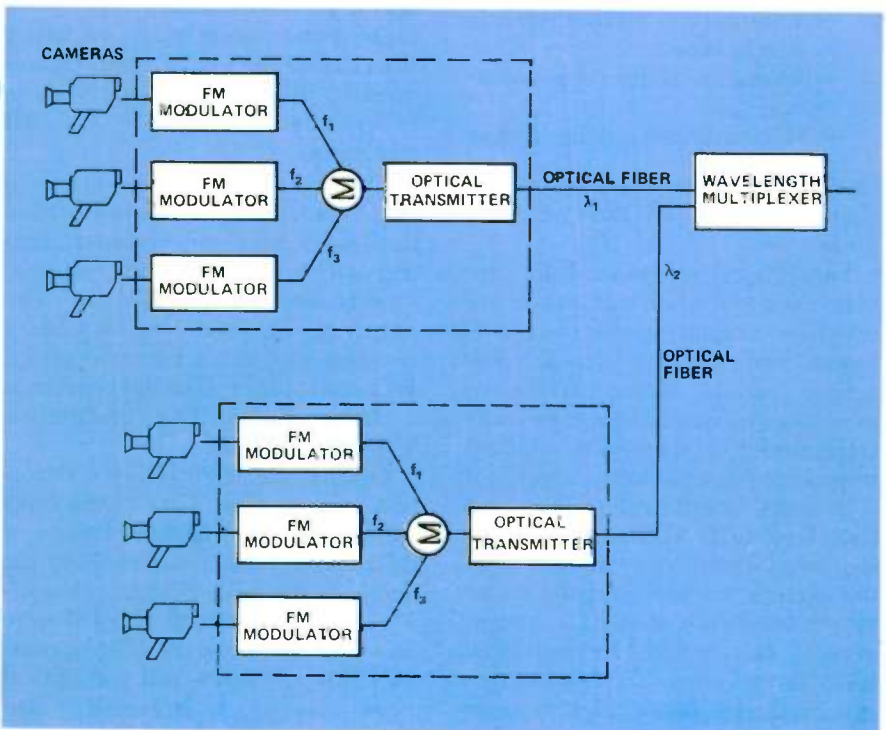 CAMERAS
FM
MODULATOR
f₁
FM
MODULATOR
f₂
Σ
OPTICAL
TRANSMITTER
OPTICAL FIBER
λ₁
WAVELENGTH
MULTIPLEXER
FM
MODULATOR
f₃
λ₂
OPTICAL
FIBER
FM
MODULATOR
f₁
FM
MODULATOR
f₂
Σ
OPTICAL
TRANSMITTER
FM
MODULATOR
f₃